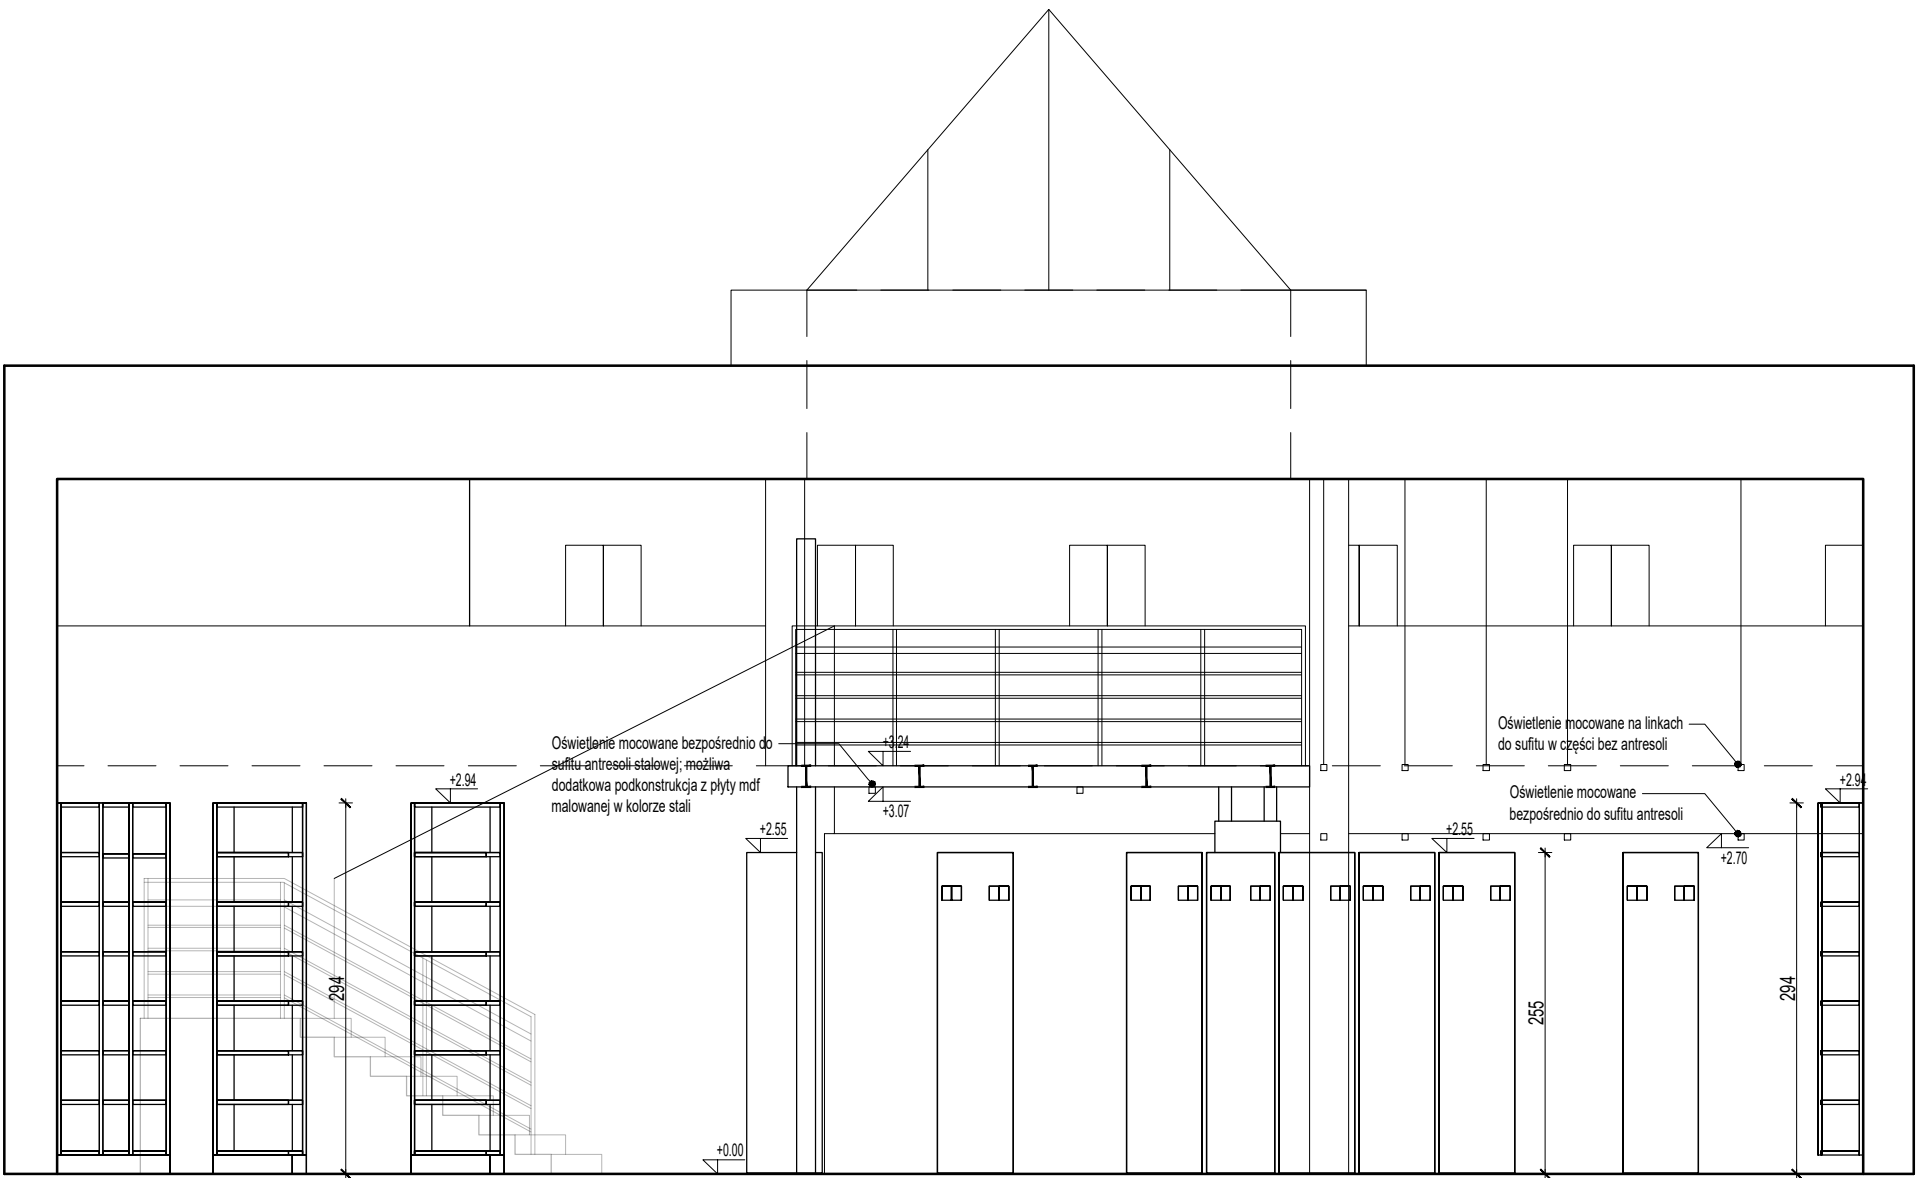 Oświetlenie mocowane na linkach
do sufitu w części bez antresoli
Oświetlenie mocowane bezpośrednio do
sufitu antresoli stalowej; możliwa
dodatkowa podkonstrukcja z płyty mdf
malowanej w kolorze stali
+3.24
+3.07
+2.94
+2.94
Oświetlenie mocowane
bezpośrednio do sufitu antresoli
+2.55
+2.55
+2.70
294
255
294
+0.00